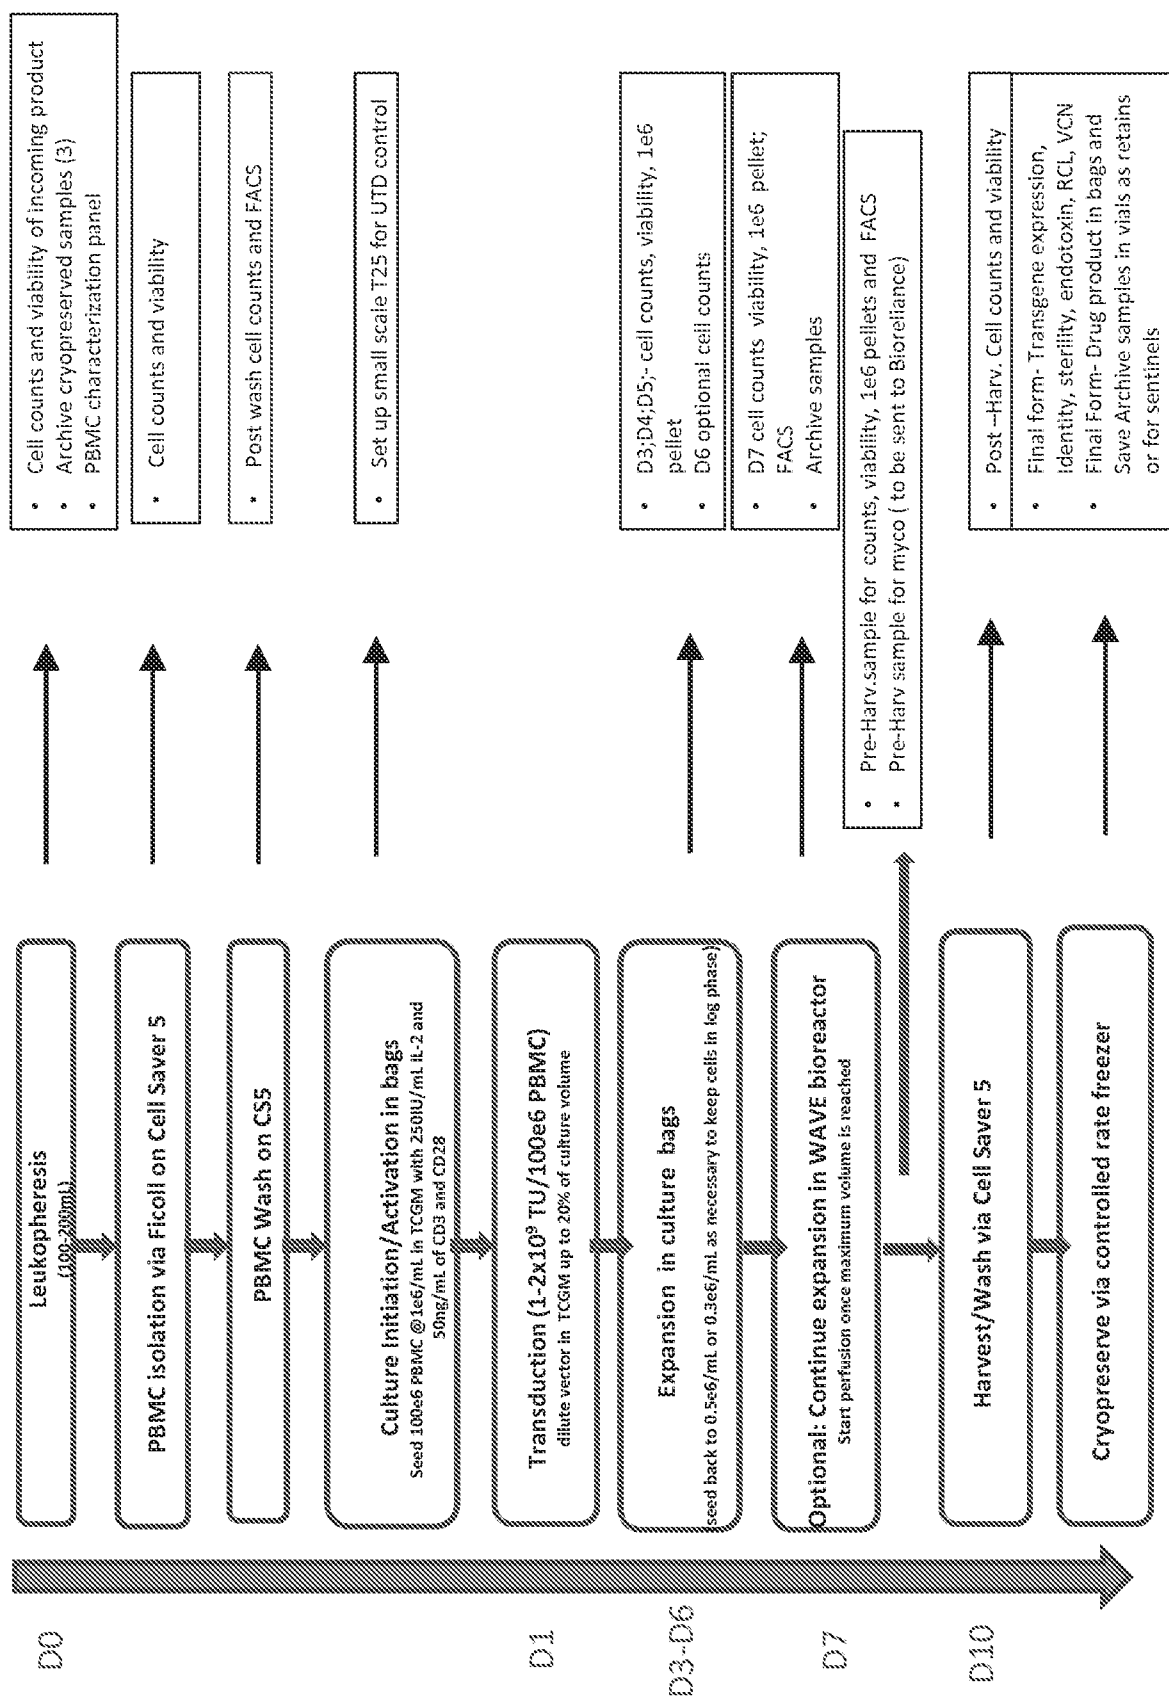 D0
Leukopheresis
(100-200mL)
• Cell counts and viability of incoming product
• Archive cryopreserved samples (3)
• PBMC characterization panel
PBMC isolation via Ficoll on Cell Saver 5
• Cell counts and viability
PBMC Wash on CS5
• Post wash cell counts and FACS
Culture Initiation/Activation in bags
Seed 100e6 PBMC @1e6/mL in TCGM with 250IU/mL IL-2 and
50ng/mL of CD3 and CD28
• Set up small scale T25 for UTD control
D1
Transduction (1-2x10⁹ TU/100e6 PBMC)
dilute vector in TCGM up to 20% of culture volume
D3-D6
Expansion in culture bags
(seed back to 0.5e6/mL or 0.3e6/mL as necessary to keep cells in log phase)
• D3;D4;D5;- cell counts, viability, 1e6
pellet
• D6 optional cell counts
D7
Optional: Continue expansion in WAVE bioreactor
Start perfusion once maximum volume is reached
• D7 cell counts viability, 1e6 pellet;
FACS
• Archive samples
• Pre-Harv.sample for counts, viability, 1e6 pellets and FACS
• Pre-Harv sample for myco ( to be sent to Bioreliance)
D10
Harvest/Wash via Cell Saver 5
• Post –Harv. Cell counts and viability
Cryopreserve via controlled rate freezer
• Final form- Transgene expression,
Identity, sterility, endotoxin, RCL, VCN
• Final Form- Drug product in bags and
Save Archive samples in vials as retains
or for sentinels